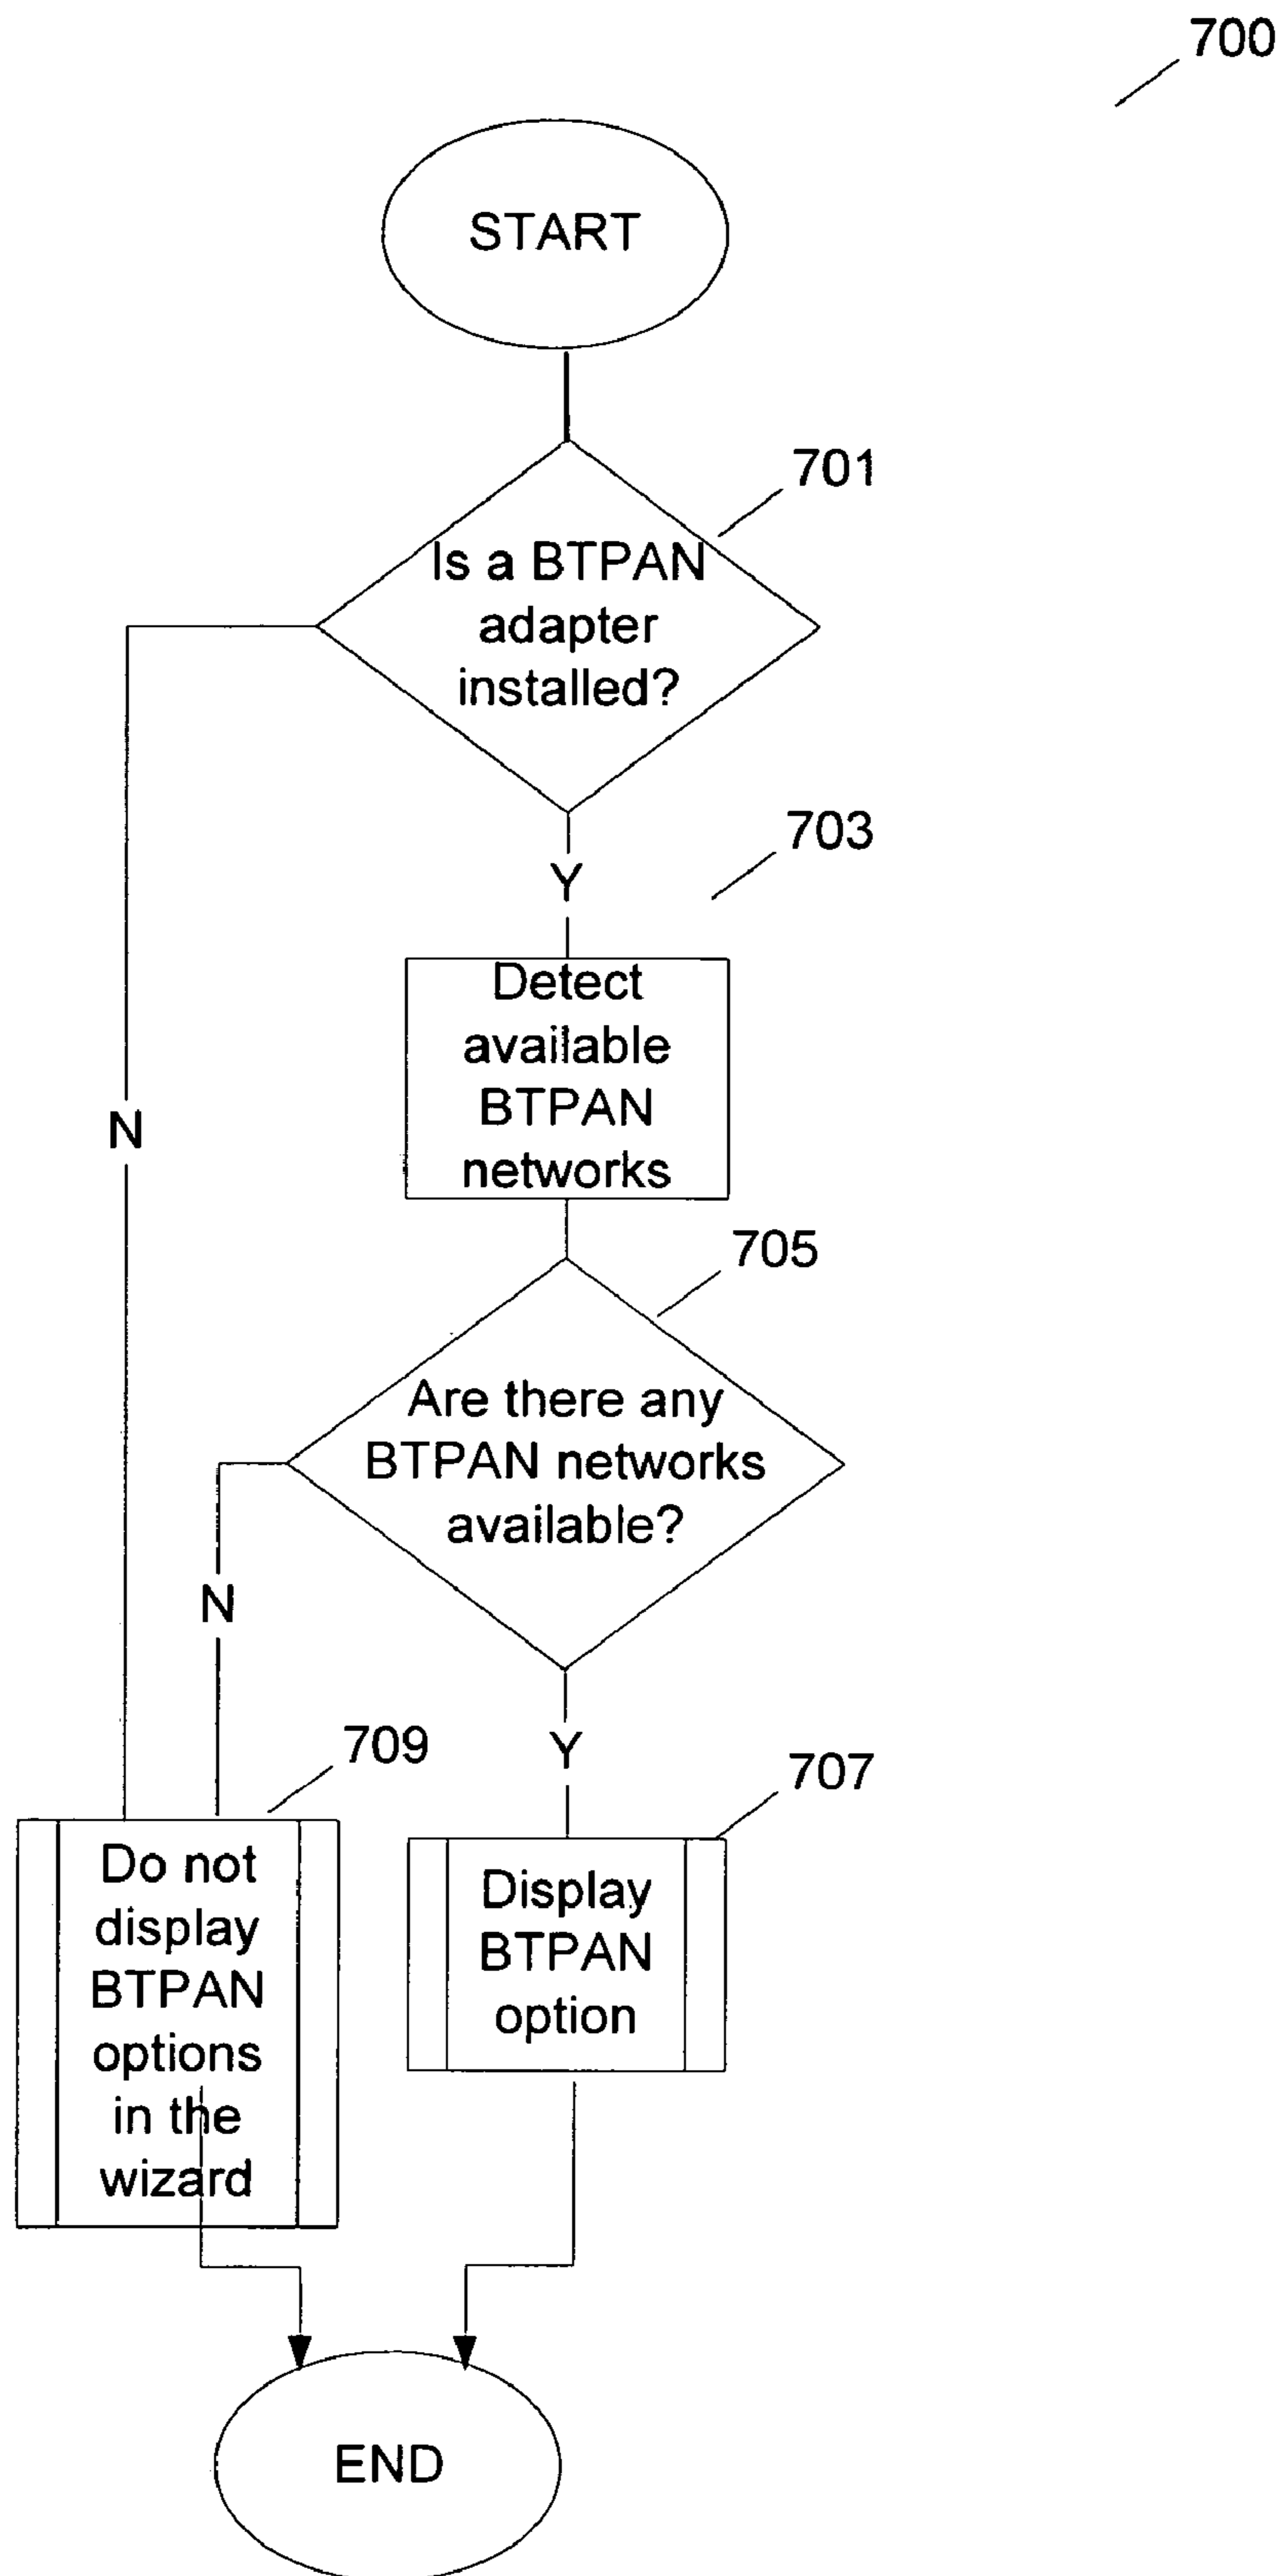 700
START
701
Is a BTPAN
adapter
installed?
703
Y
Detect
available
BTPAN
networks
N
705
Are there any
BTPAN networks
available?
N
709
Y
707
Do not
display
BTPAN
options
in the
wizard
Display
BTPAN
option
END